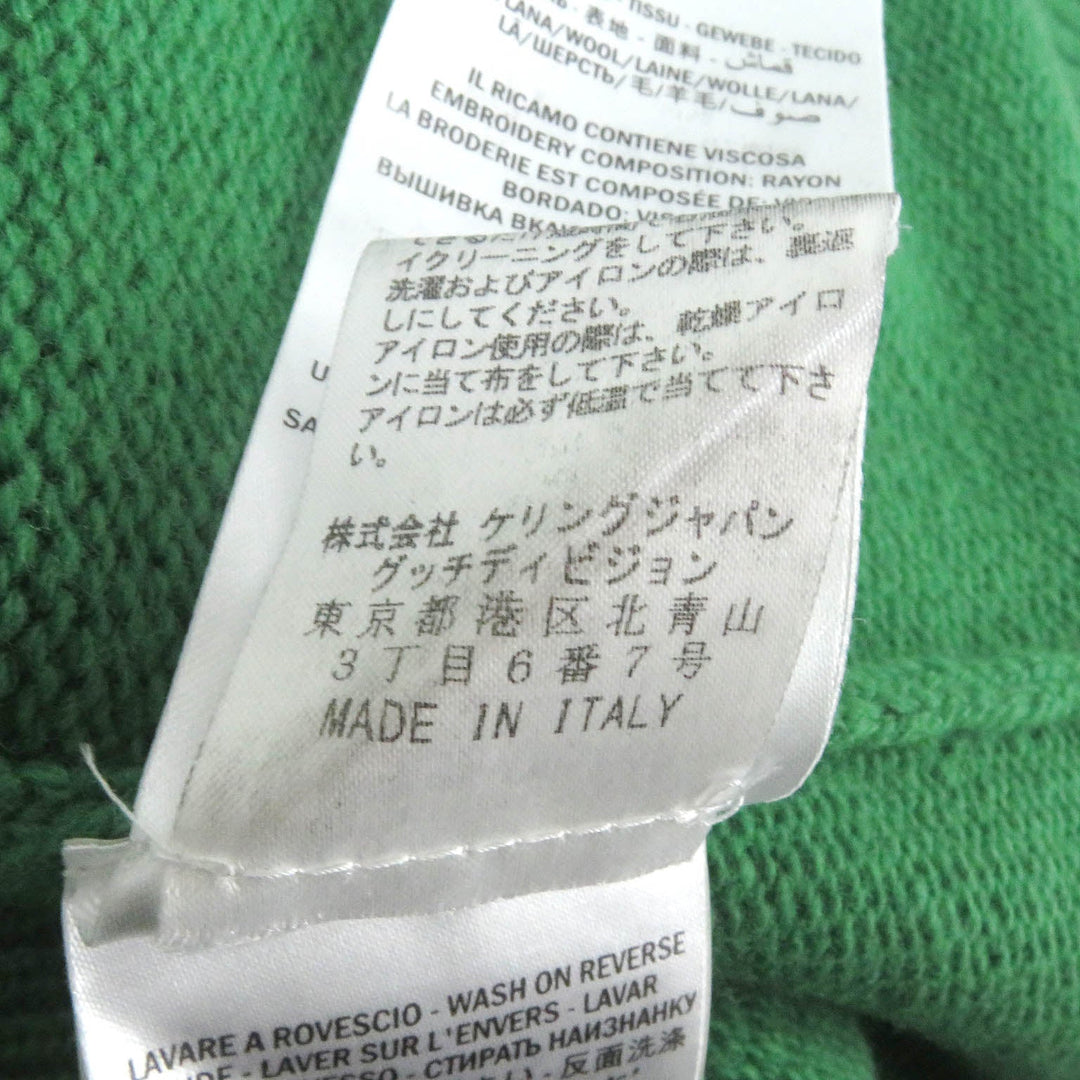 TISSU - GEWEBE - TECIDO
表地 - 面料 - قماش
LANA/WOOL/LAINE/WOLLE/LANA/
LÃ/ШЕРСТЬ/毛/羊毛/صوف/
IL RICAMO CONTIENE VISCOSA
EMBROIDERY COMPOSITION: RAYON
LA BRODERIE EST COMPOSÉE DE:
BORDADO:
ВЫШИВКА
イクリーニングをして下さい。
洗濯およびアイロンの際は、裏返
しにしてください。
アイロン使用の際は、乾燥アイロ
ンに当て布をして下さい。
アイロンは必ず低温で当てて下さ
い。
株式会社 ケリングジャパン
グッチディビジョン
東京都港区北青山
3丁目6番7号
MADE IN ITALY
LAVARE A ROVESCIO - WASH ON REVERSE
- LAVER SUR L'ENVERS - LAVAR
- СТИРАТЬ НАИЗНАНКУ
- 反面洗涤